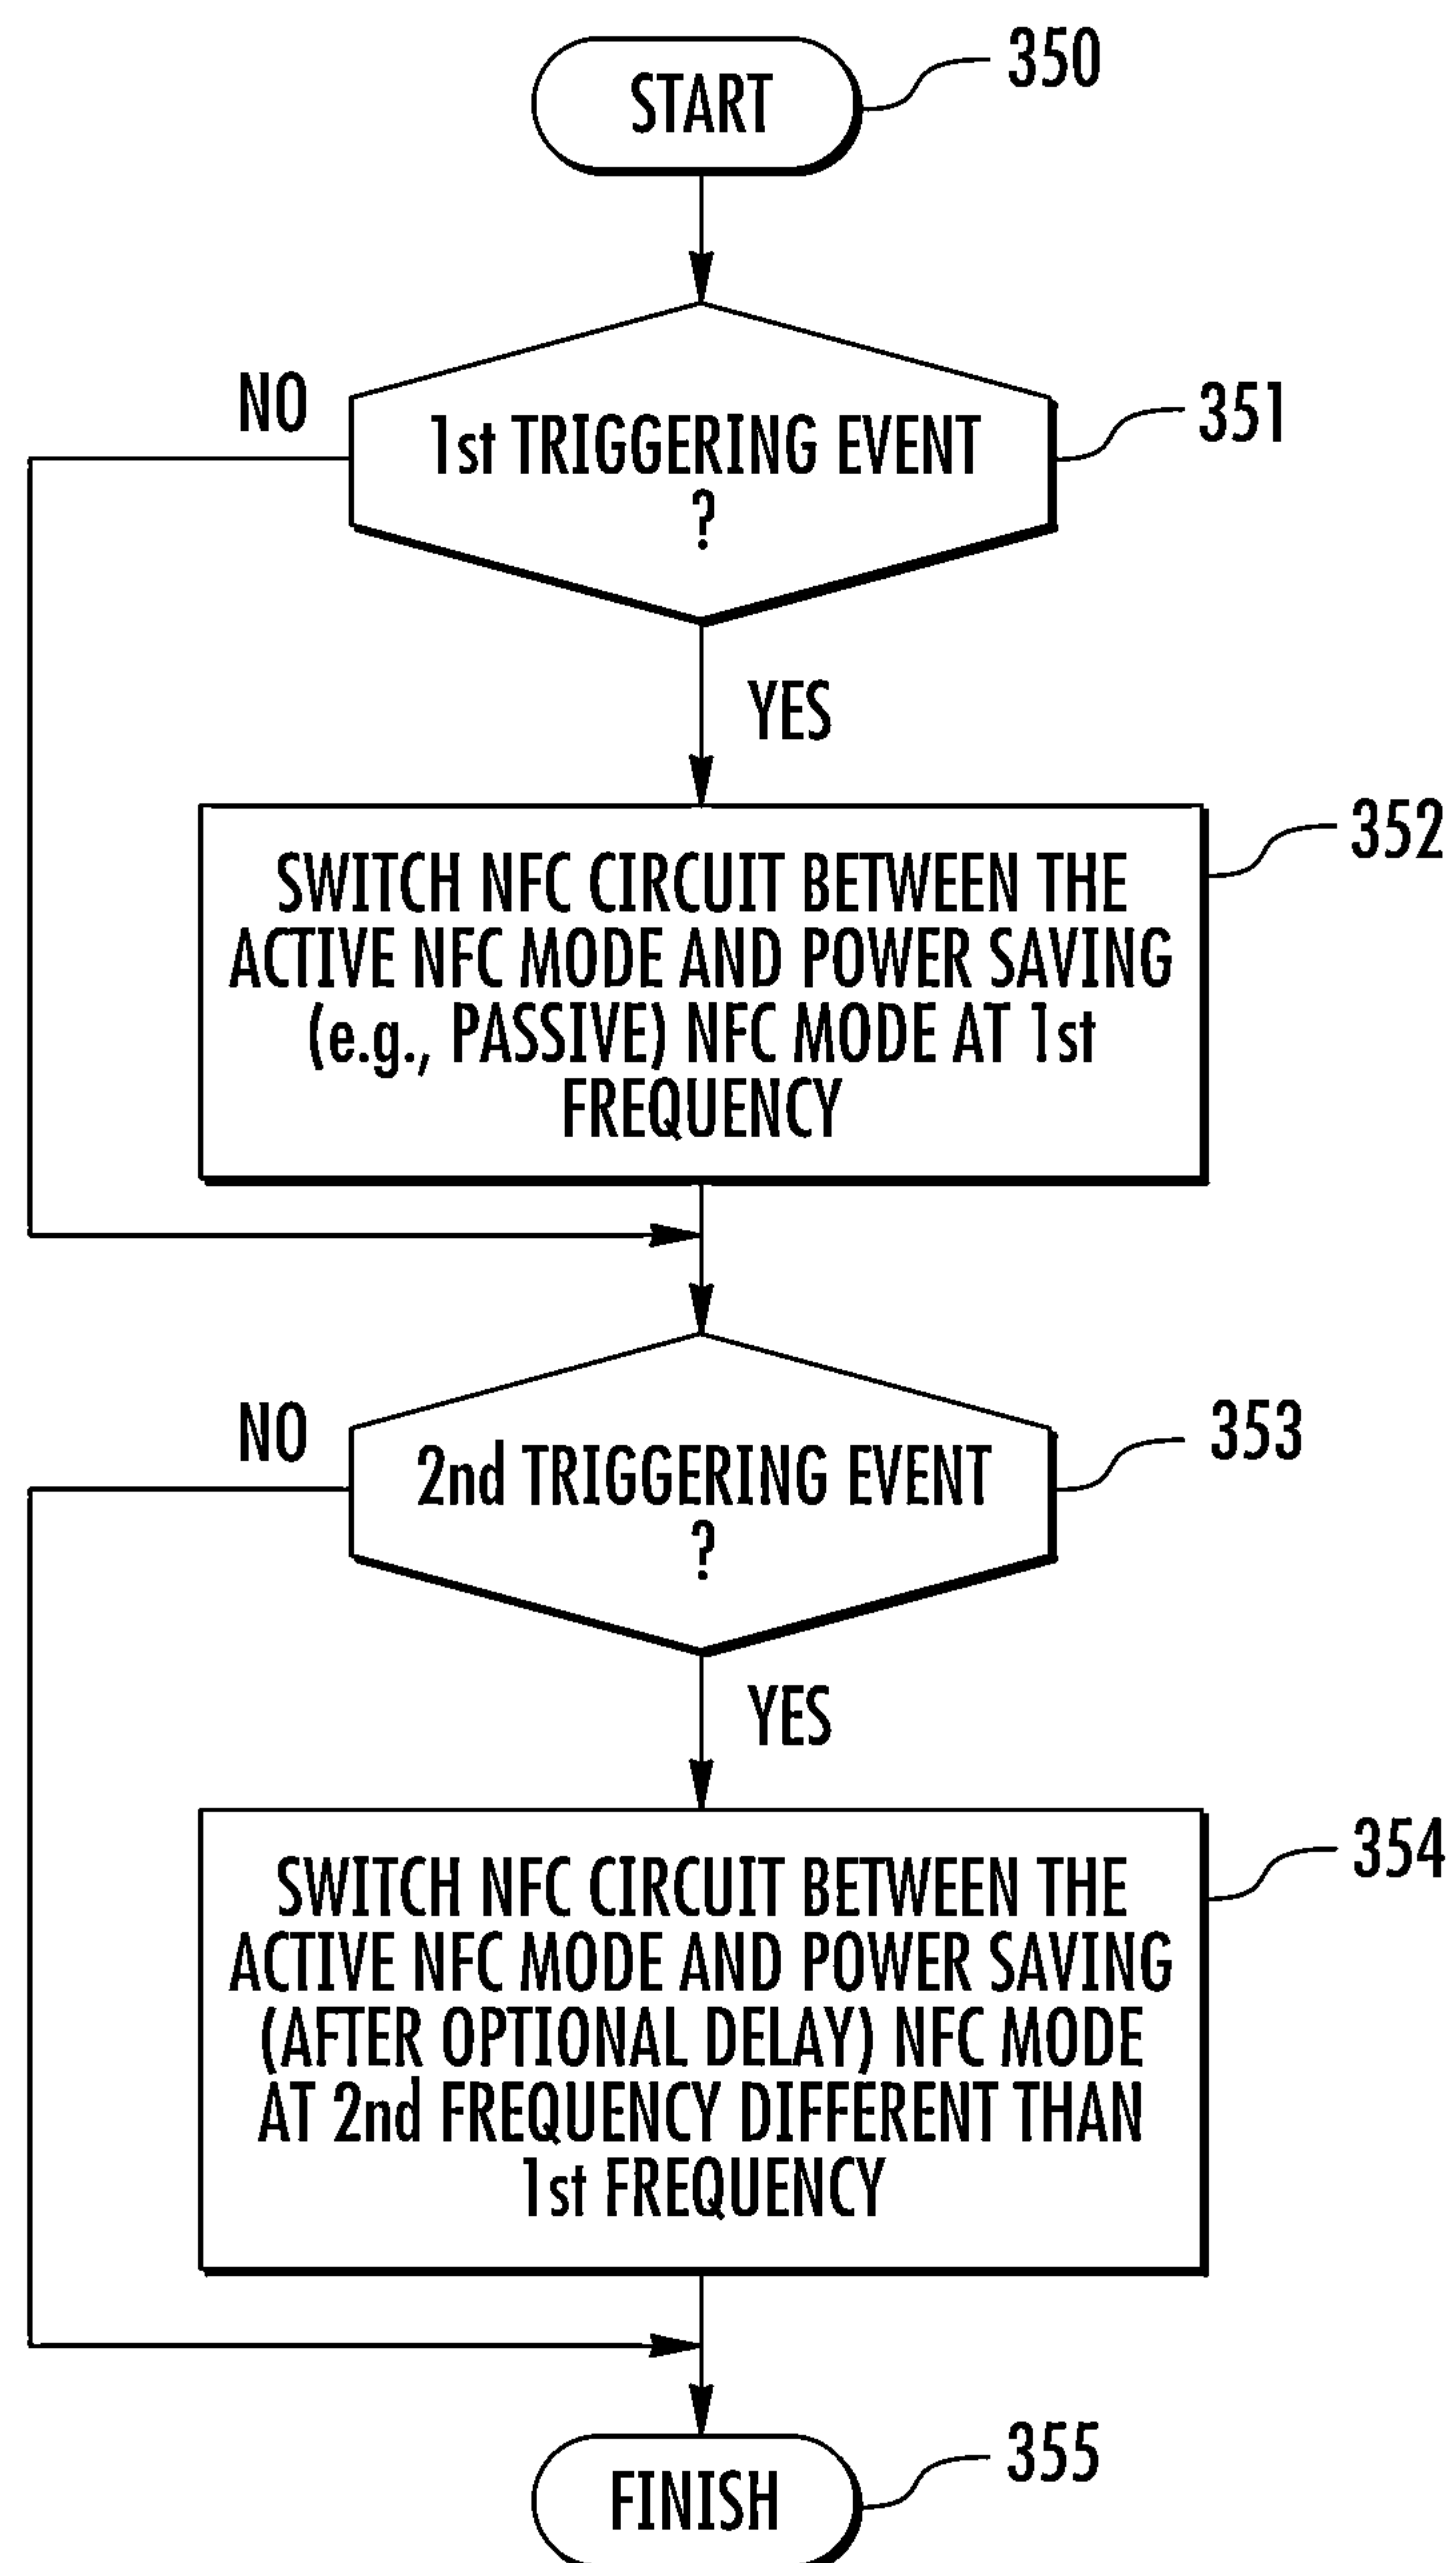 START
350
1st TRIGGERING EVENT
?
351
NO
YES
SWITCH NFC CIRCUIT BETWEEN THE
ACTIVE NFC MODE AND POWER SAVING
(e.g., PASSIVE) NFC MODE AT 1st
FREQUENCY
352
2nd TRIGGERING EVENT
?
353
NO
YES
SWITCH NFC CIRCUIT BETWEEN THE
ACTIVE NFC MODE AND POWER SAVING
(AFTER OPTIONAL DELAY) NFC MODE
AT 2nd FREQUENCY DIFFERENT THAN
1st FREQUENCY
354
FINISH
355